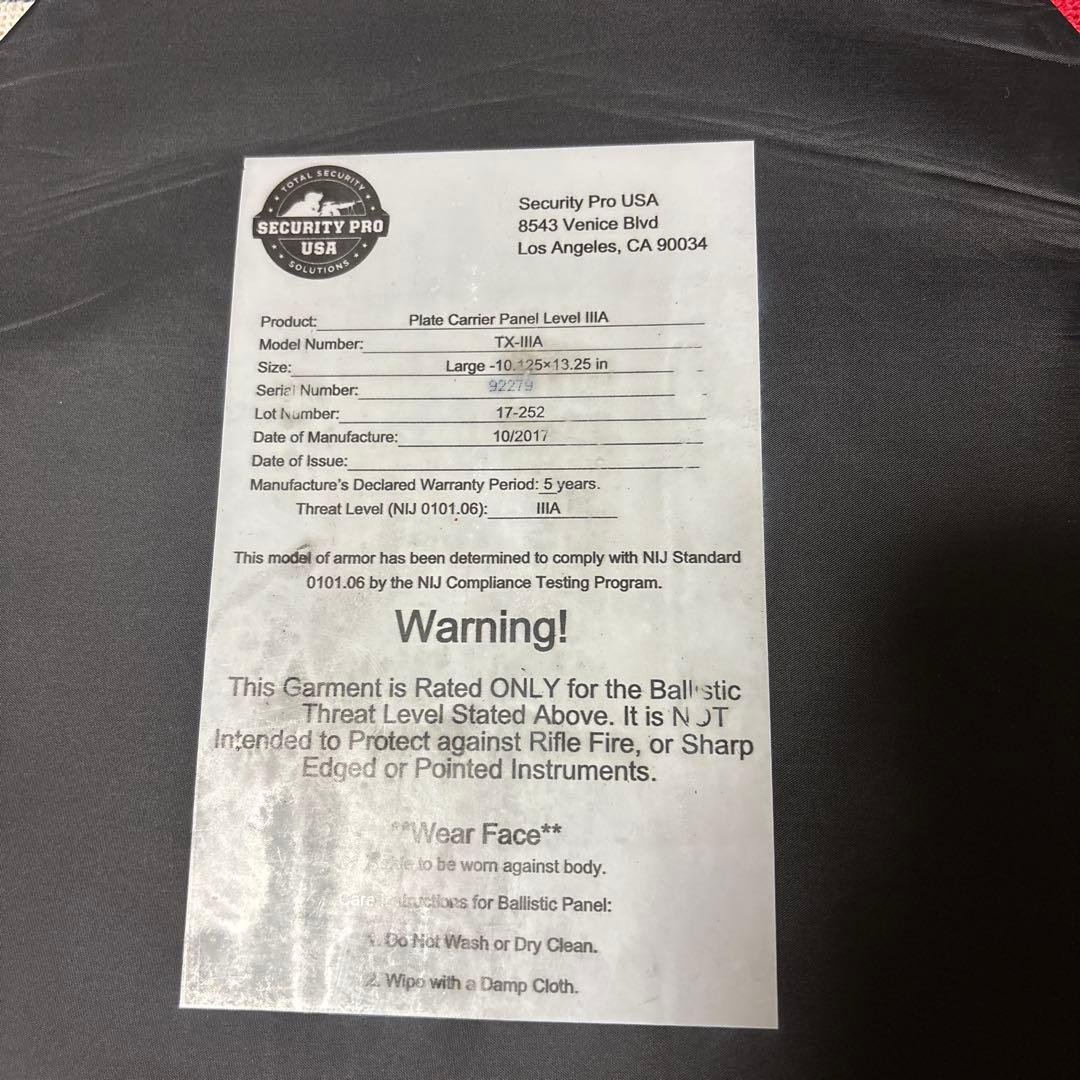 TOTAL SECURITY
SECURITY PRO
USA
SOLUTIONS
Security Pro USA
8543 Venice Blvd
Los Angeles, CA 90034
Product: Plate Carrier Panel Level IIIA
Model Number: TX-IIIA
Size: Large -10.125×13.25 in
Serial Number: 92279
Lot Number: 17-252
Date of Manufacture: 10/2017
Date of Issue:
Manufacture's Declared Warranty Period: 5 years.
Threat Level (NIJ 0101.06): IIIA
This model of armor has been determined to comply with NIJ Standard
0101.06 by the NIJ Compliance Testing Program.
Warning!
This Garment is Rated ONLY for the Ballistic
Threat Level Stated Above. It is NOT
Intended to Protect against Rifle Fire, or Sharp
Edged or Pointed Instruments.
**Wear Face**
to be worn against body.
Care Instructions for Ballistic Panel:
1. Do Not Wash or Dry Clean.
2. Wipe with a Damp Cloth.